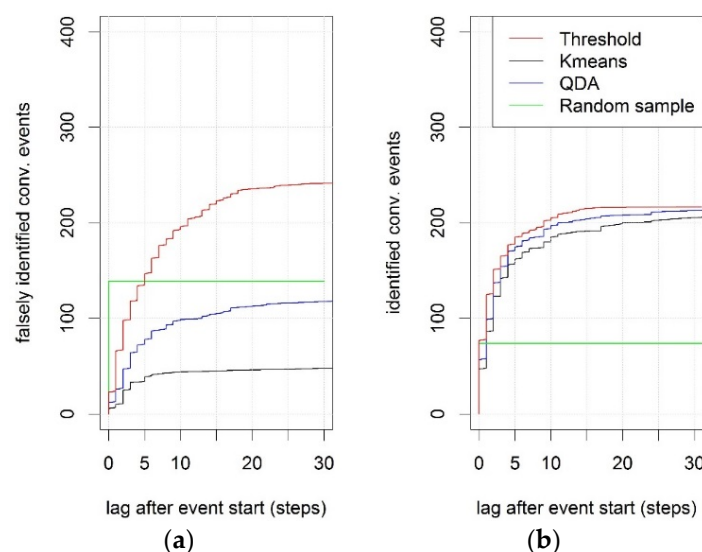 400
300
200
100
0
falsely identified conv. events
0 5 10 20 30
lag after event start (steps)
(a)
400
300
200
100
0
identified conv. events
Threshold
Kmeans
QDA
Random sample
0 5 10 20 30
lag after event start (steps)
(b)